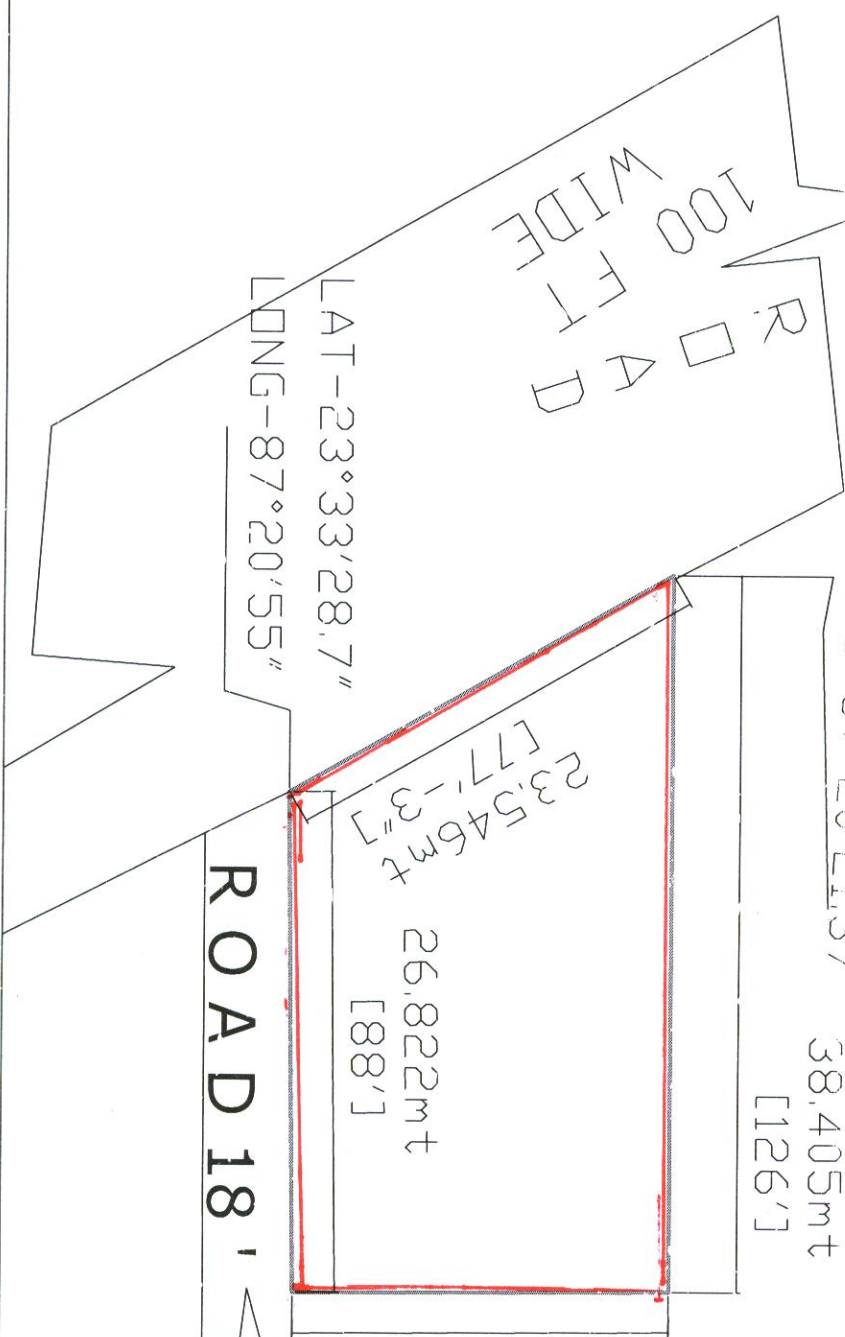 100 FT
WIDE
ROAD
LAT-23°33'28.7"
LONG-87°20'55"
38.405mt
[126']
23.546mt
[77'-3"]
26.822mt
[88']
ROAD 18'